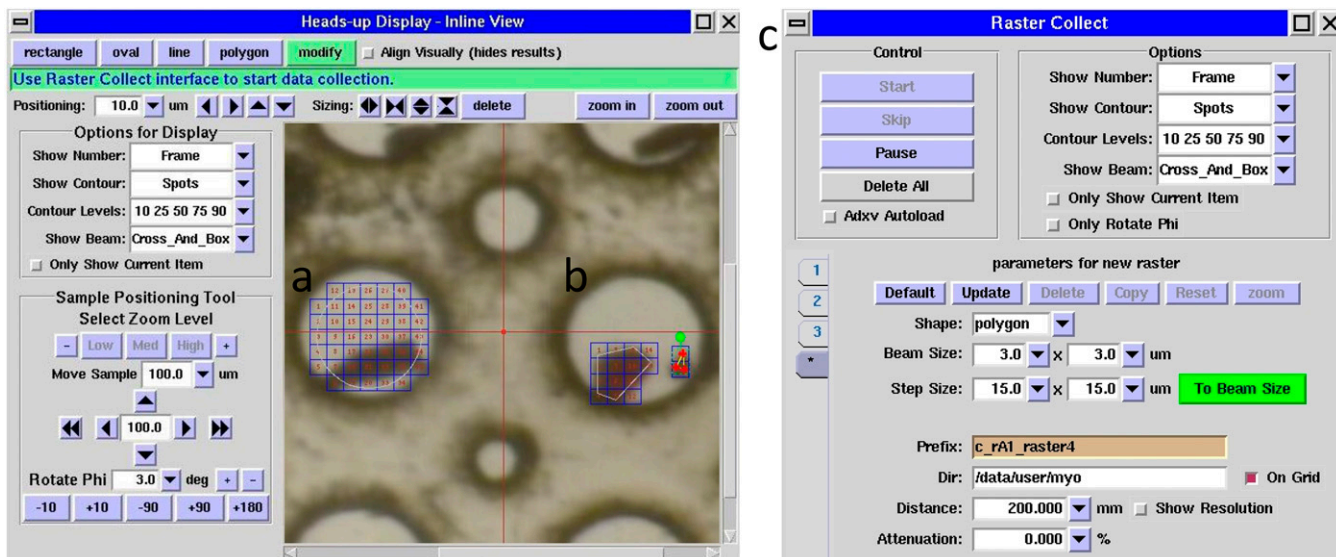 Heads-up Display - Inline View
rectangle oval line polygon modify Align Visually (hides results)
Use Raster Collect interface to start data collection.
Positioning: 10.0 um Sizing: delete zoom in zoom out
Options for Display
Show Number: Frame
Show Contour: Spots
Contour Levels: 10 25 50 75 90
Show Beam: Cross_And_Box
Only Show Current Item
Sample Positioning Tool
Select Zoom Level
- Low Med High +
Move Sample 100.0 um
100.0
Rotate Phi 3.0 deg + -
-10 +10 -90 +90 +180
a
b
c
Raster Collect
Control
Start
Skip
Pause
Delete All
Adxv Autoload
Options
Show Number: Frame
Show Contour: Spots
Contour Levels: 10 25 50 75 90
Show Beam: Cross_And_Box
Only Show Current Item
Only Rotate Phi
1
2
3
*
parameters for new raster
Default Update Delete Copy Reset zoom
Shape: polygon
Beam Size: 3.0 x 3.0 um
Step Size: 15.0 x 15.0 um To Beam Size
Prefix: c_rA1_raster4
Dir: /data/user/myo On Grid
Distance: 200.000 mm Show Resolution
Attenuation: 0.000 %